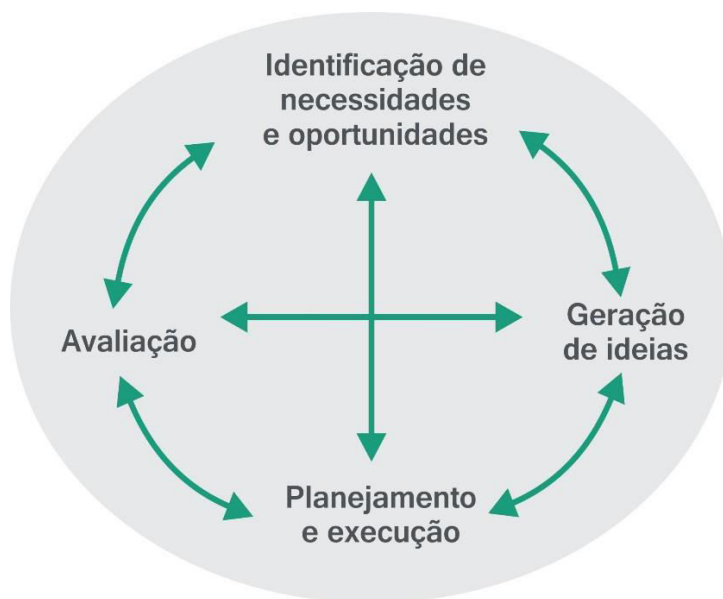 Identificação de
necessidades
e oportunidades
Avaliação
Geração
de ideias
Planejamento
e execução